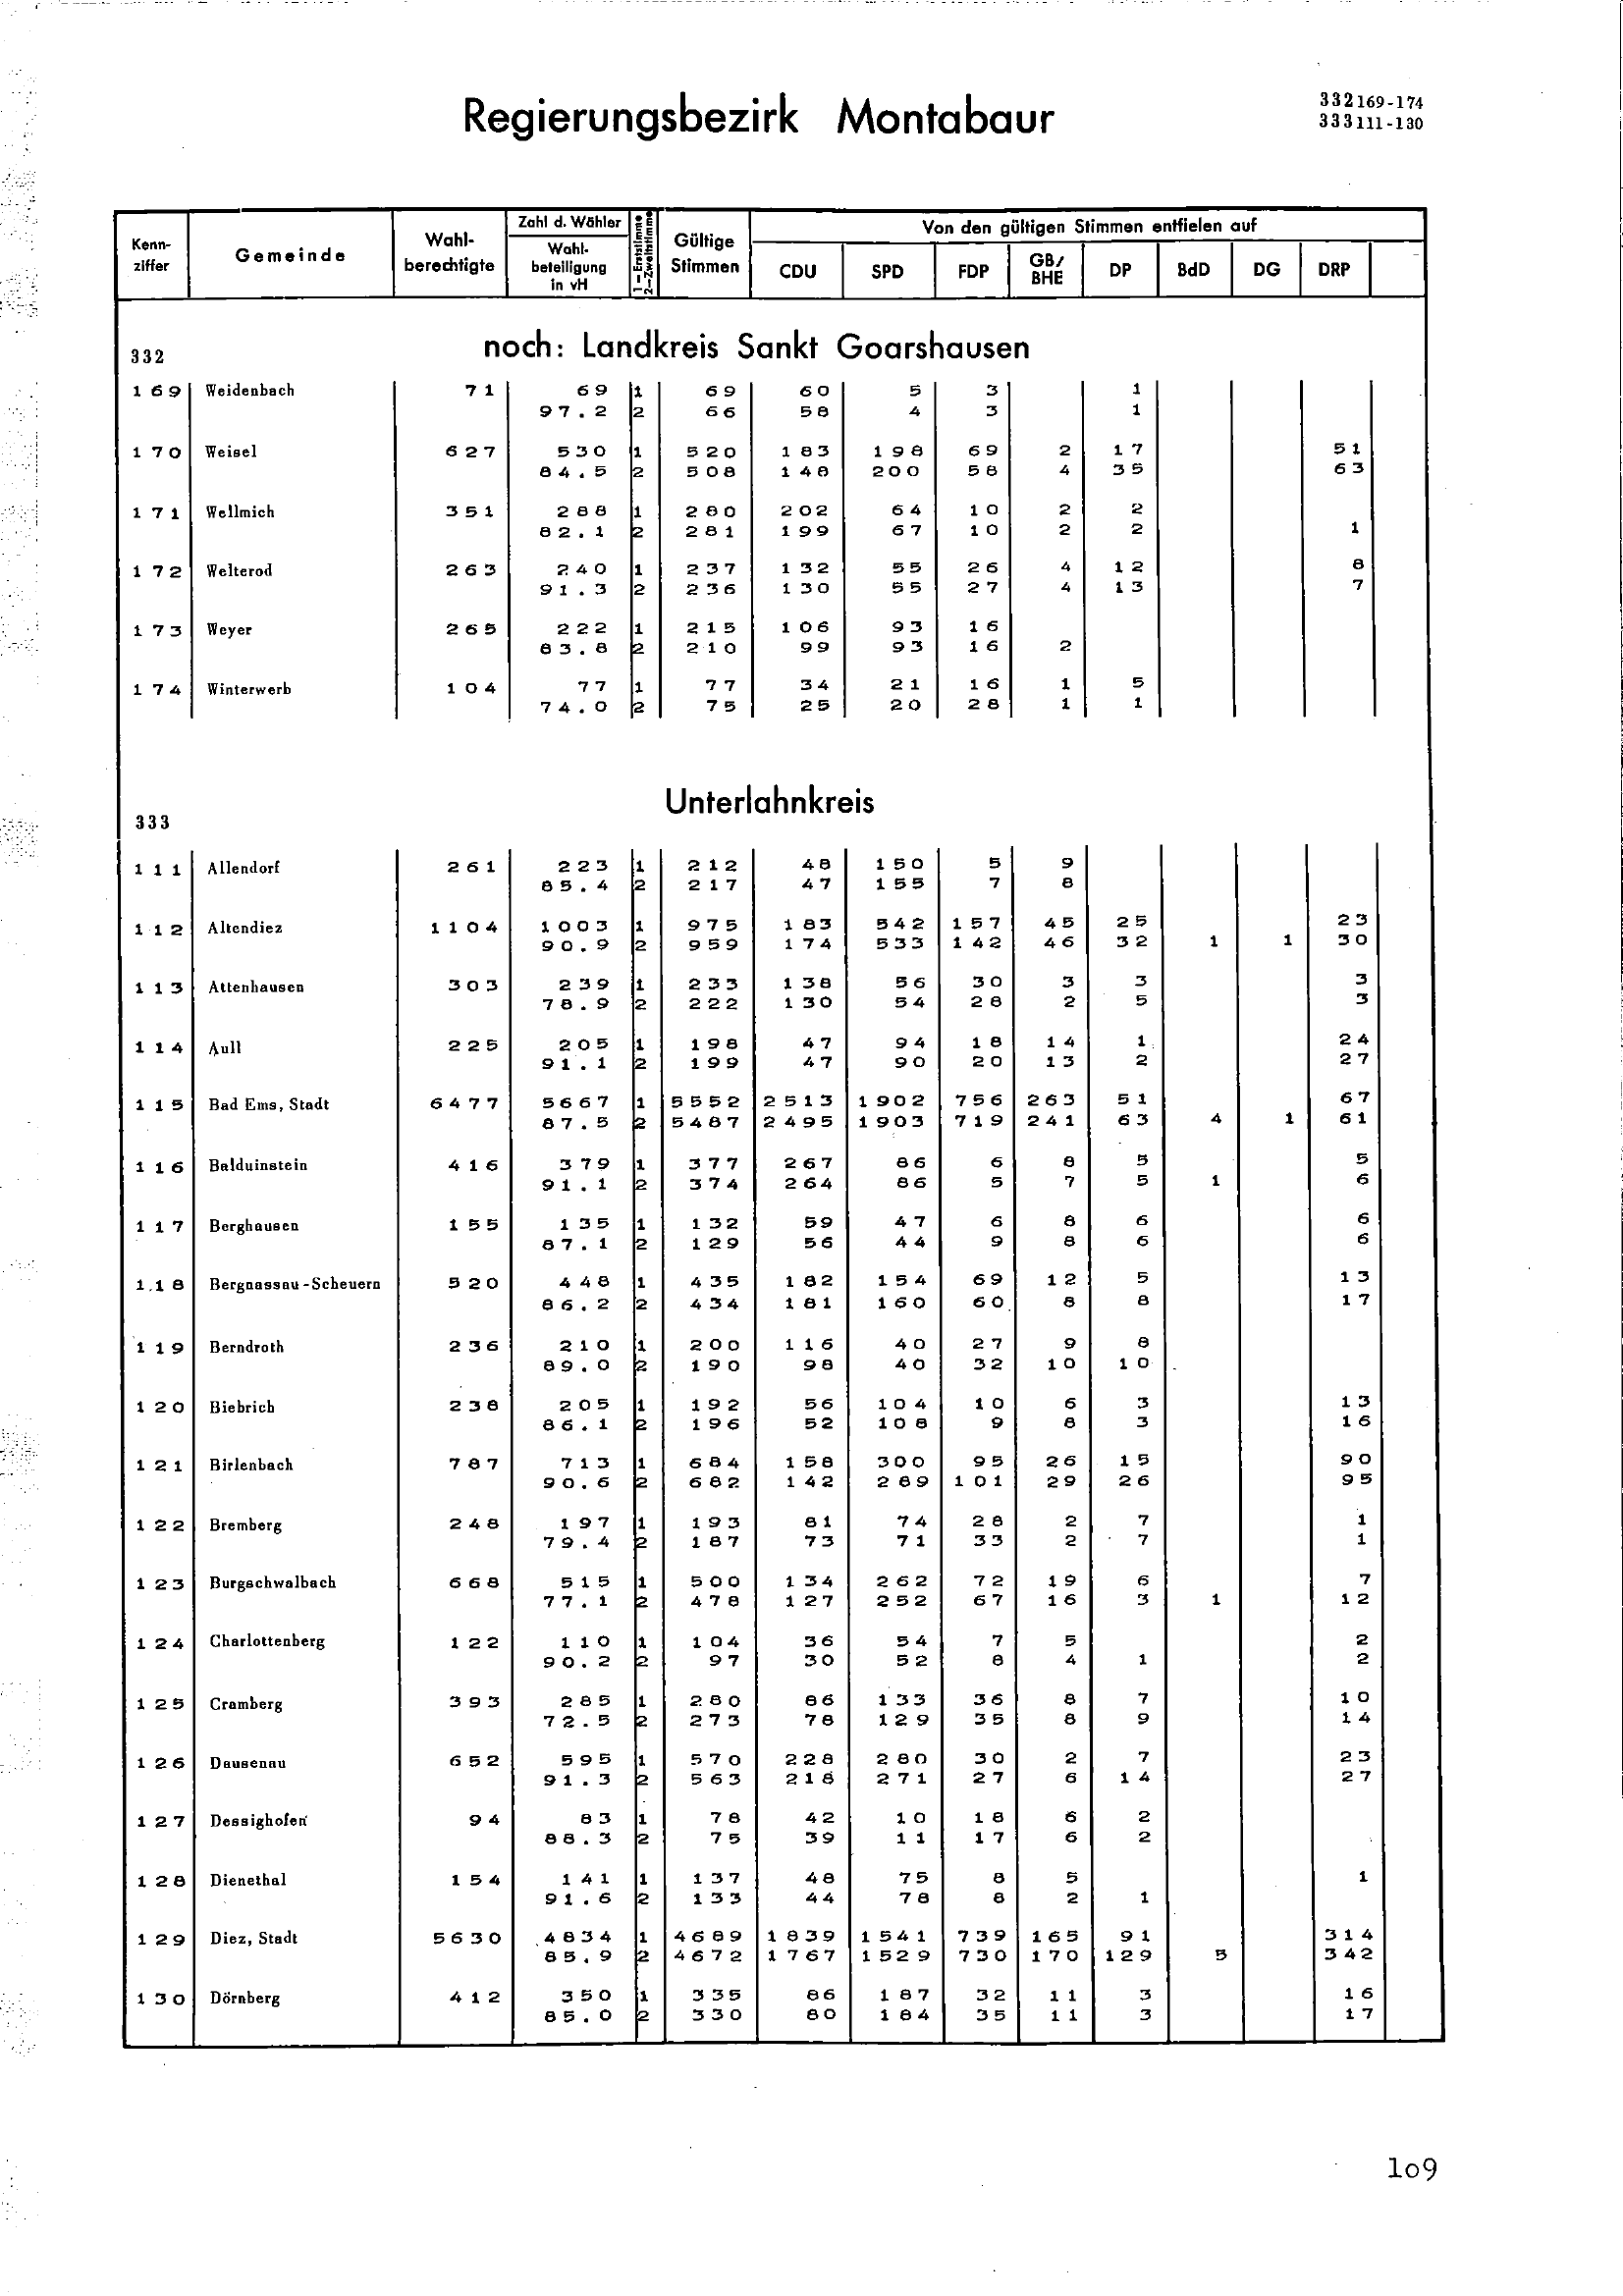 Regierungsbezirk Montabaur
332 169-174
333 111-130
Kenn-ziffer Gemeinde Wahl-berechtigte Zahl d. Wähler Wahl-beteiligung in vH 1=Erststimme 2=Zweitstimme Gültige Stimmen Von den gültigen Stimmen entfielen auf
CDU SPD FDP GB/BHE DP BdD DG DRP
332 noch: Landkreis Sankt Goarshausen
169 Weidenbach 71 69 1 69 60 5 3 1
97.2 2 66 58 4 3 1
170 Weisel 627 530 1 520 183 198 69 2 17 51
84.5 2 508 148 200 58 4 35 63
171 Wellmich 351 288 1 280 202 64 10 2 2
82.1 2 281 199 67 10 2 2 1
172 Welterod 263 240 1 237 132 55 26 4 12 8
91.3 2 236 130 55 27 4 13 7
173 Weyer 265 222 1 215 106 93 16
83.8 2 210 99 93 16 2
174 Winterwerb 104 77 1 77 34 21 16 1 5
74.0 2 75 25 20 28 1 1
Unterlahnkreis
333
111 Allendorf 261 223 1 212 48 150 5 9
85.4 2 217 47 155 7 8
112 Altendiez 1104 1003 1 975 183 542 157 45 25 23
90.9 2 959 174 533 142 46 32 1 1 30
113 Attenhausen 303 239 1 233 138 56 30 3 3 3
78.9 2 222 130 54 28 2 5 3
114 Aull 225 205 1 198 47 94 18 14 1 24
91.1 2 199 47 90 20 13 2 27
115 Bad Ems, Stadt 6477 5667 1 5552 2513 1902 756 263 51 67
87.5 2 5487 2495 1903 719 241 63 4 1 61
116 Balduinstein 416 379 1 377 267 86 6 8 5 5
91.1 2 374 264 86 5 7 5 1 6
117 Berghausen 155 135 1 132 59 47 6 8 6 6
87.1 2 129 56 44 9 8 6 6
118 Bergnassau-Scheuern 520 448 1 435 182 154 69 12 5 13
86.2 2 434 181 160 60 8 8 17
119 Berndroth 236 210 1 200 116 40 27 9 8
89.0 2 190 98 40 32 10 10
120 Biebrich 238 205 1 192 56 104 10 6 3 13
86.1 2 196 52 108 9 8 3 16
121 Birlenbach 787 713 1 684 158 300 95 26 15 90
90.6 2 682 142 289 101 29 26 95
122 Bremberg 248 197 1 193 81 74 28 2 7 1
79.4 2 187 73 71 33 2 7 1
123 Burgschwalbach 668 515 1 500 134 262 72 19 6 7
77.1 2 478 127 252 67 16 3 1 12
124 Charlottenberg 122 110 1 104 36 54 7 5 2
90.2 2 97 30 52 8 4 1 2
125 Cramberg 393 285 1 280 86 133 36 8 7 10
72.5 2 273 78 129 35 8 9 14
126 Dausenau 652 595 1 570 228 280 30 2 7 23
91.3 2 563 218 271 27 6 14 27
127 Dessighofen 94 83 1 78 42 10 18 6 2
88.3 2 75 39 11 17 6 2
128 Dienethal 154 141 1 137 48 75 8 5 1
91.6 2 133 44 78 8 2 1
129 Diez, Stadt 5630 4834 1 4689 1839 1541 739 165 91 314
85.9 2 4672 1767 1529 730 170 129 5 342
130 Dörnberg 412 350 1 335 86 187 32 11 3 16
85.0 2 330 80 184 35 11 3 17
1o9